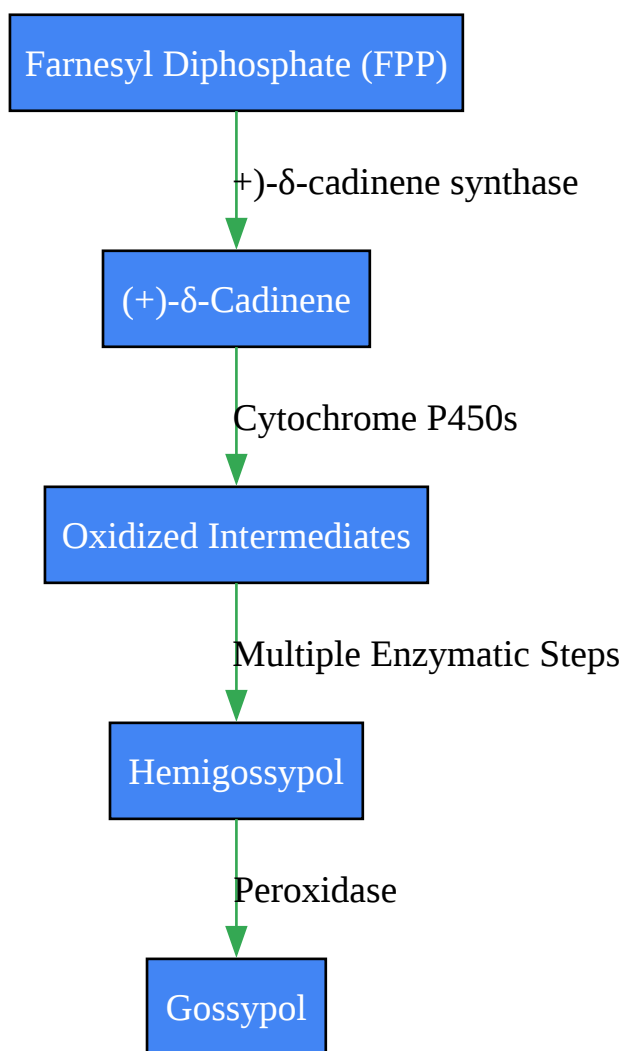 Farnesyl Diphosphate (FPP)
+)-δ-cadinene synthase
(+)-δ-Cadinene
Cytochrome P450s
Oxidized Intermediates
Multiple Enzymatic Steps
Hemigossypol
Peroxidase
Gossypol